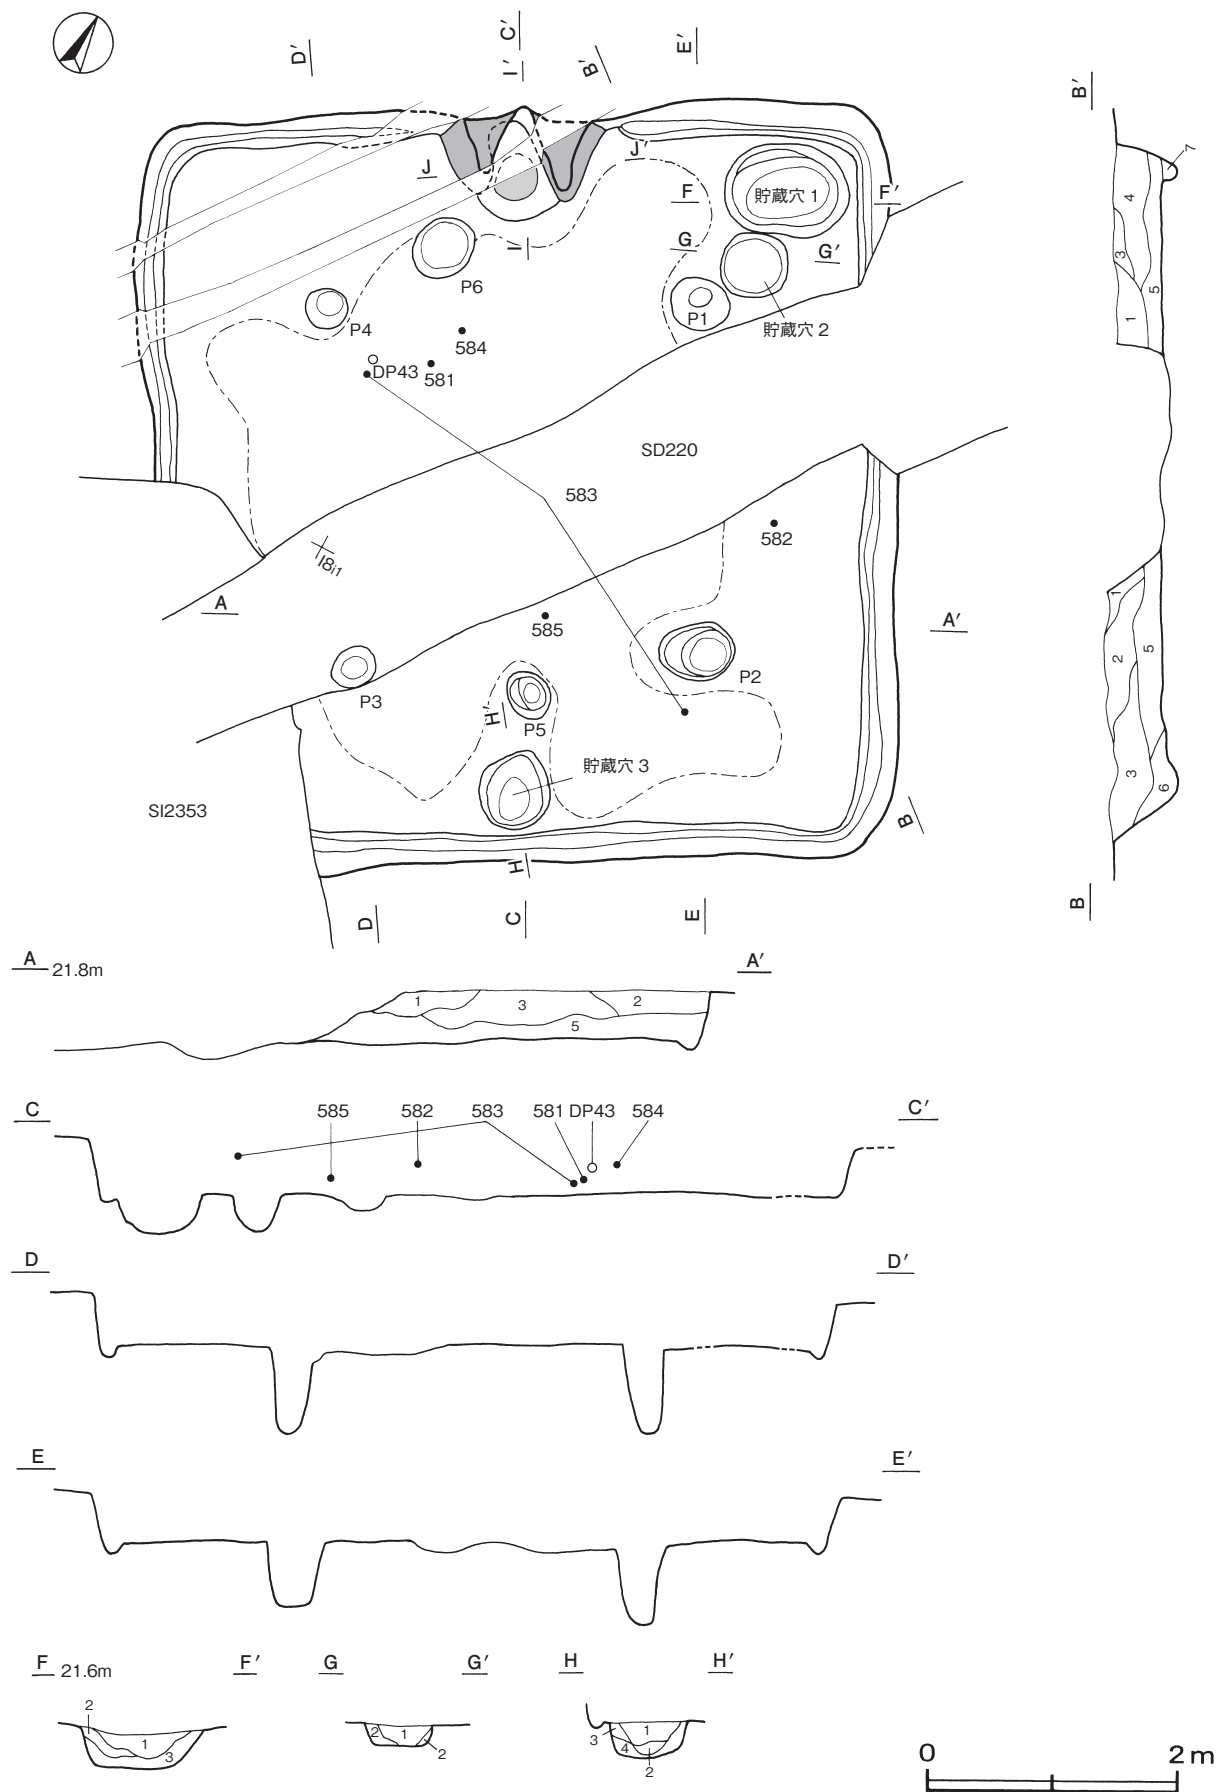 D′
C′
I′
B′
E′
B′
J
J′
F
貯蔵穴 1
F′
G
G′
I
P6
P1
P4
貯蔵穴 2
584
DP43
581
SD220
583
582
I8i1
A
585
A′
P2
P3
H′
P5
貯蔵穴 3
SI2353
B
H
D
C
E
7
4
3
5
1
1
2
5
3
6
B
A 21.8m
A′
1
3
2
5
C
585
582
583
581 DP43
584
C′
D
D′
E
E′
F 21.6m
F′
G
G′
H
H′
2
1
3
2
1
2
3
4
1
2
0
2 m